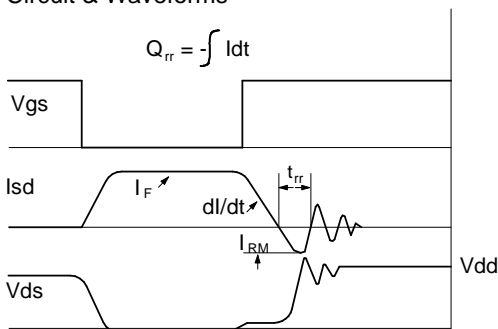 Circuit & Waveforms
Qrr = -∫ Idt
Vgs
Isd
IF
trr
dI/dt
IRM
Vdd
Vds